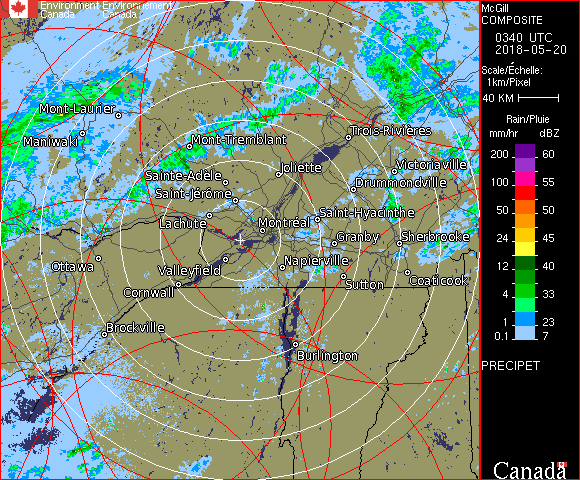 Environment Environnement
Canada Canada
Mont-Laurier
Maniwaki
Mont-Tremblant
Trois-Rivières
Sainte-Adèle
Joliette
Victoriaville
Saint-Jérôme
Drummondville
Lachute
Saint-Hyacinthe
Montréal
Granby
Sherbrooke
Ottawa
Valleyfield
Napierville
Sutton
Coaticook
Cornwall
Brockville
Burlington
McGill
COMPOSITE
0340 UTC
2018-05-20
Scale/Échelle:
1km/Pixel
40 KM
Rain/Pluie
mm/hr dBZ
200 60
100 55
50 50
24 45
12 40
4 33
1 23
0.1 7
PRECIPET
Canada